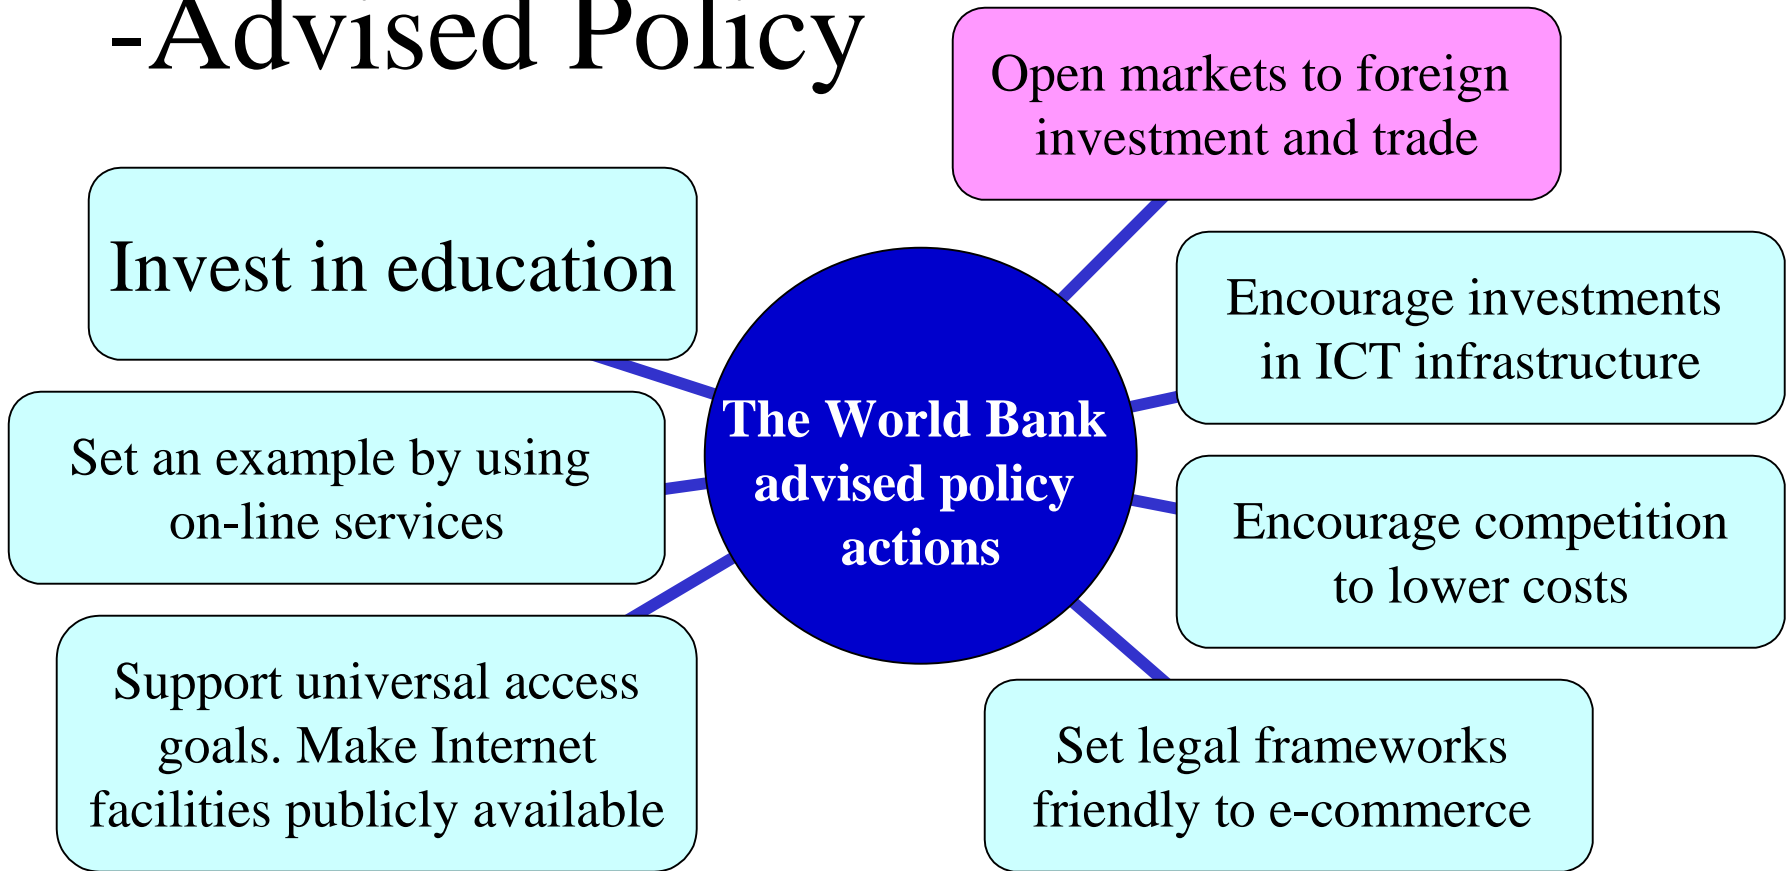 -Advised Policy
Open markets to foreign
investment and trade
Invest in education
Encourage investments
in ICT infrastructure
The World Bank
advised policy
actions
Set an example by using
on-line services
Encourage competition
to lower costs
Support universal access
goals. Make Internet
facilities publicly available
Set legal frameworks
friendly to e-commerce